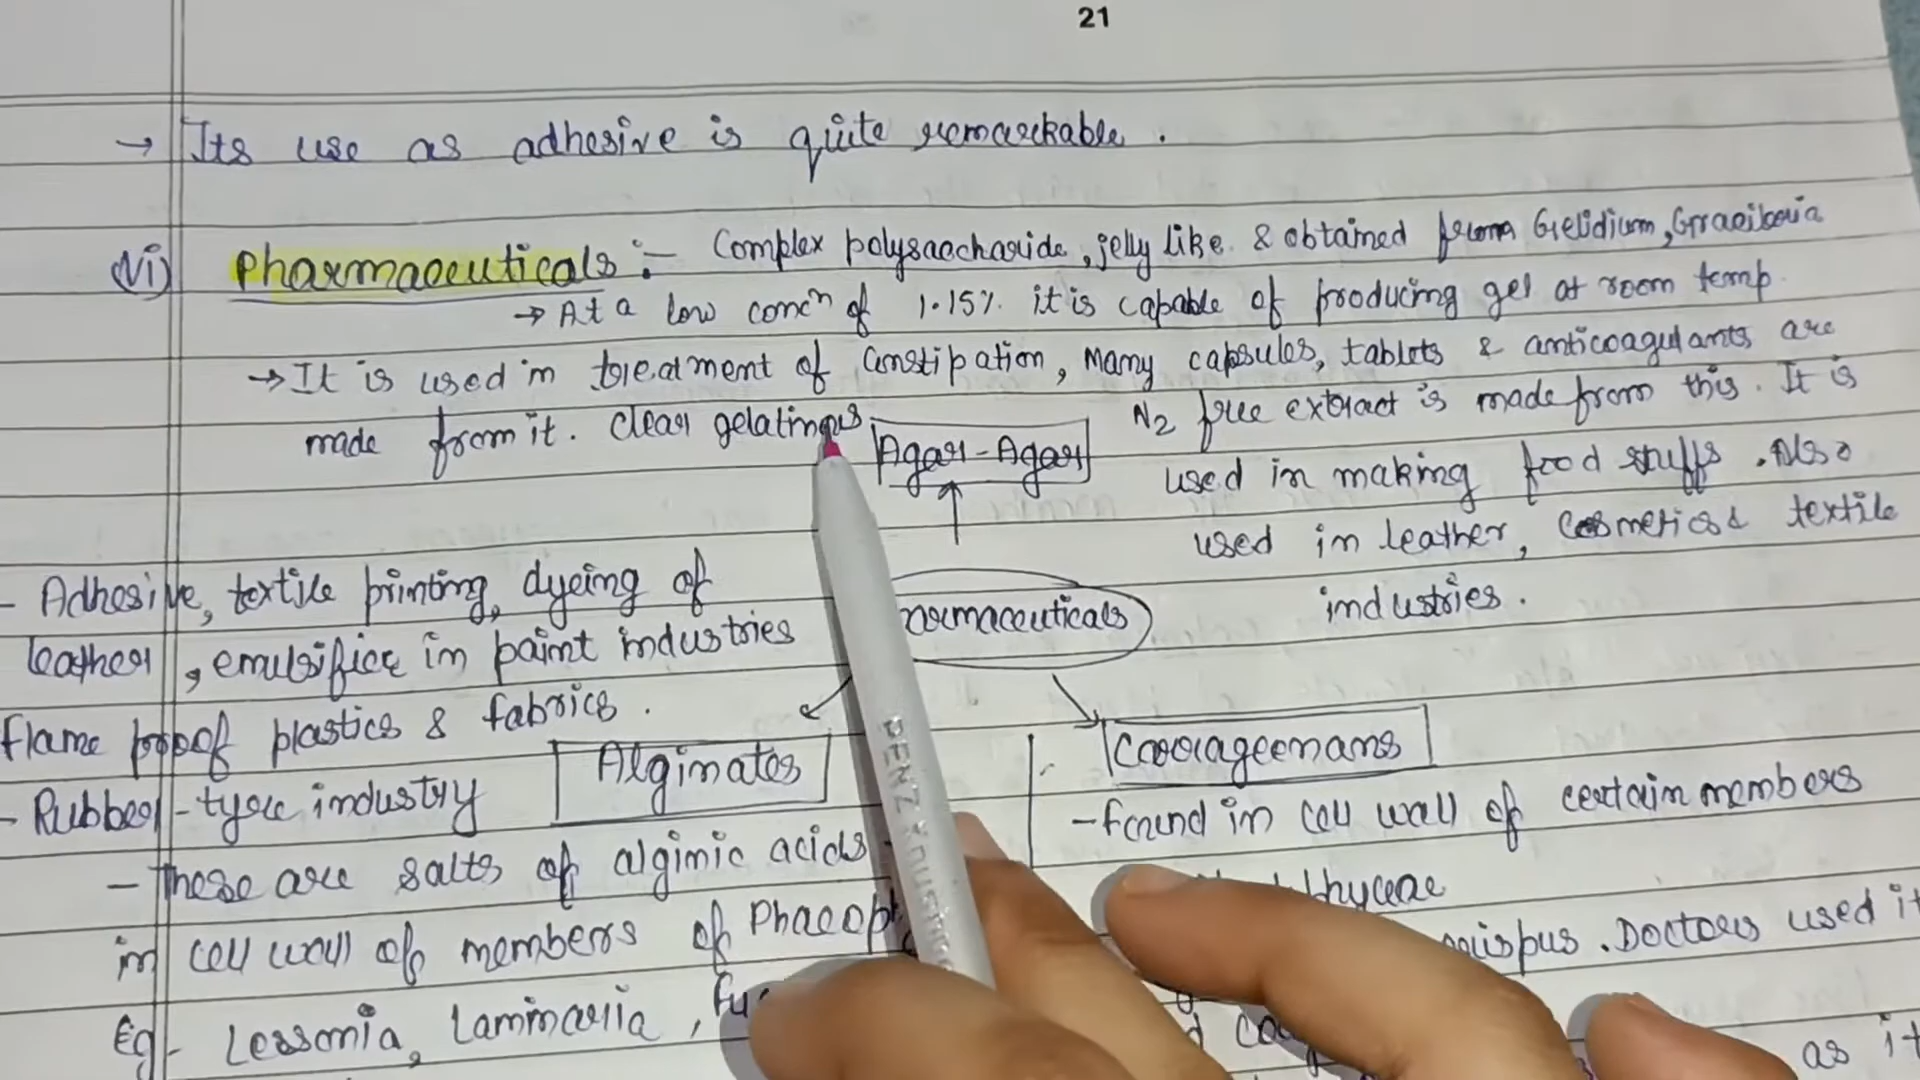 21
→ Its use as adhesive is quite remarkable.
(vi) Pharmaceuticals :- Complex polysaccharide, jelly like & obtained from Gelidium, Gracilaria
→ At a low concn of 1.15% it is capable of producing gel at room temp.
→ It is used in treatment of constipation, Many capsules, tablets & anticoagulants are
made from it. Clear gelatinous Agar-Agar N2 free extract is made from this. It is
used in making food stuffs. Also
used in leather, cosmetics & textile
industries.
- Adhesive, textile printing, dyeing of
leather, emulsifier in paint industries
Flame proof plastics & fabrics.
- Rubber-tyre industry
Alginates
Carrageenans
- These are salts of alginic acids
in cell wall of members of
Eg- Lessonia, Laminaria,
- found in cell wall of certain members
. Doctors used it
as it